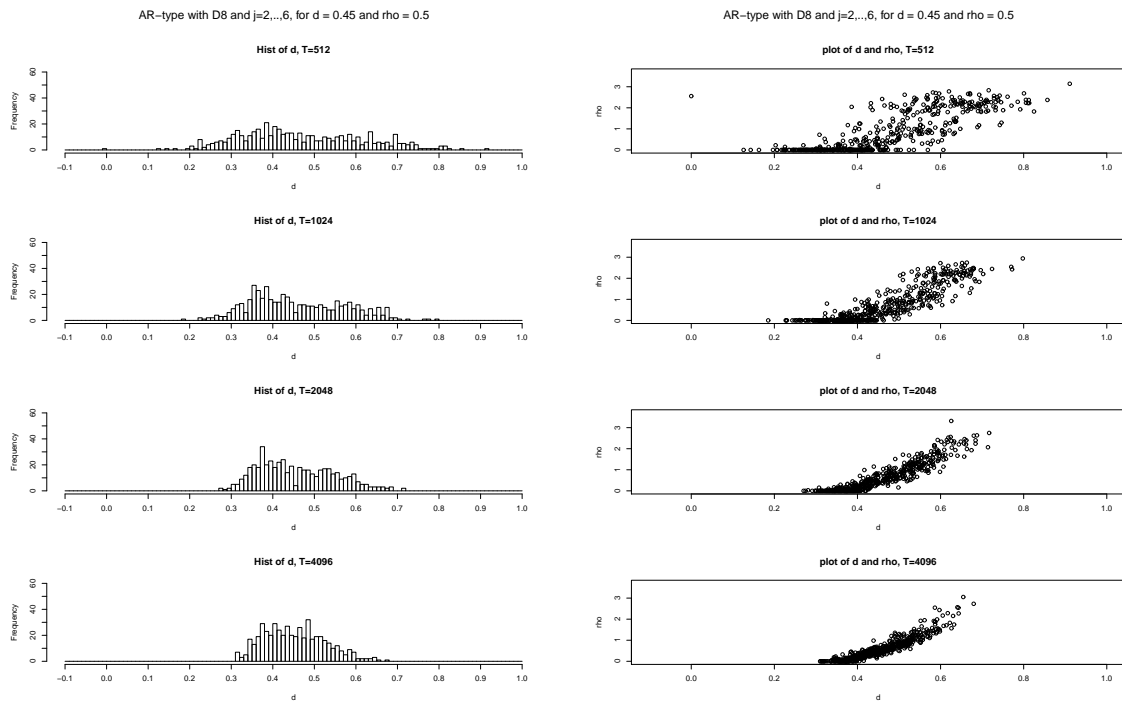 AR−type with D8 and j=2,..,6, for d = 0.45 and rho = 0.5
Hist of d, T=512
Frequency
0 20 40 60
−0.1 0.0 0.1 0.2 0.3 0.4 0.5 0.6 0.7 0.8 0.9 1.0
d
Hist of d, T=1024
Frequency
0 20 40 60
−0.1 0.0 0.1 0.2 0.3 0.4 0.5 0.6 0.7 0.8 0.9 1.0
d
Hist of d, T=2048
Frequency
0 20 40 60
−0.1 0.0 0.1 0.2 0.3 0.4 0.5 0.6 0.7 0.8 0.9 1.0
d
Hist of d, T=4096
Frequency
0 20 40 60
−0.1 0.0 0.1 0.2 0.3 0.4 0.5 0.6 0.7 0.8 0.9 1.0
d
AR−type with D8 and j=2,..,6, for d = 0.45 and rho = 0.5
plot of d and rho, T=512
rho
0 1 2 3
0.0 0.2 0.4 0.6 0.8 1.0
d
plot of d and rho, T=1024
rho
0 1 2 3
0.0 0.2 0.4 0.6 0.8 1.0
d
plot of d and rho, T=2048
rho
0 1 2 3
0.0 0.2 0.4 0.6 0.8 1.0
d
plot of d and rho, T=4096
rho
0 1 2 3
0.0 0.2 0.4 0.6 0.8 1.0
d